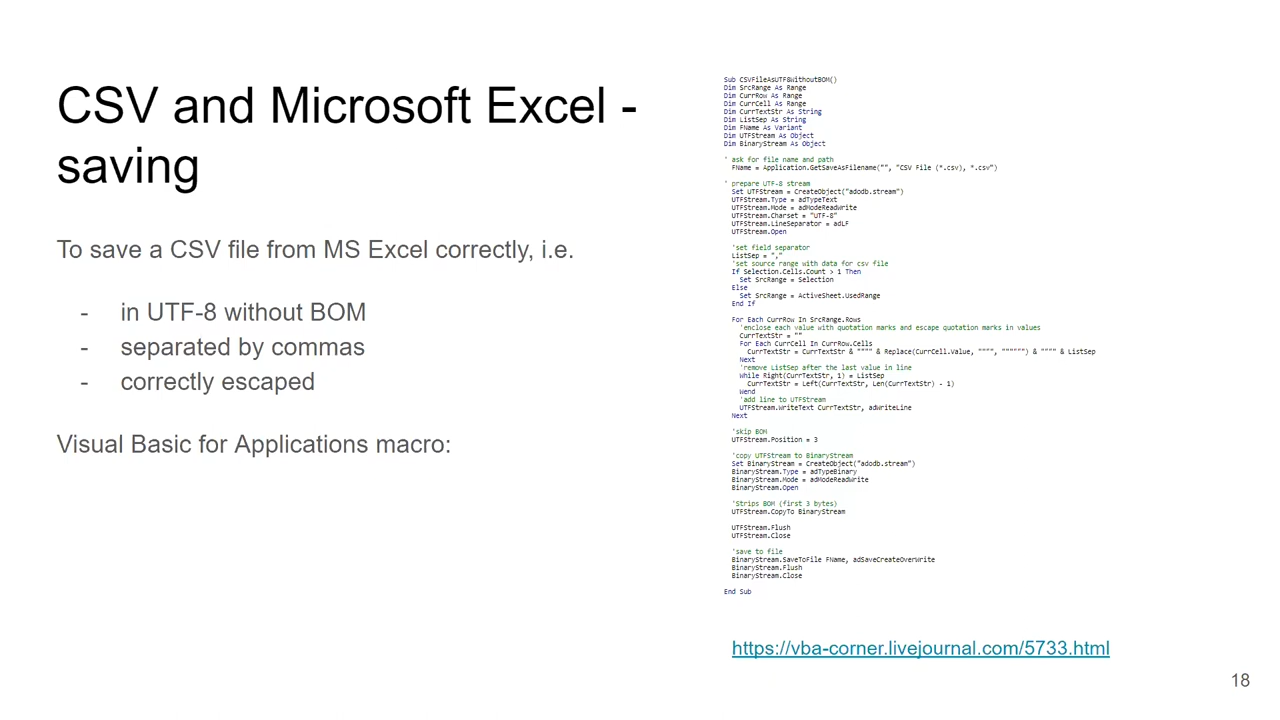 CSV and Microsoft Excel -
saving
To save a CSV file from MS Excel correctly, i.e.
- in UTF-8 without BOM
- separated by commas
- correctly escaped
Visual Basic for Applications macro:
Sub CSVFileAsUTF8WithoutBOM()
Dim SrcRange As Range
Dim CurrRow As Range
Dim CurrCell As Range
Dim CurrTextStr As String
Dim ListSep As String
Dim FName As Variant
Dim UTFStream As Object
Dim BinaryStream As Object
' ask for file name and path
FName = Application.GetSaveAsFilename("", "CSV File (*.csv), *.csv")
' prepare UTF-8 stream
Set UTFStream = CreateObject("adodb.stream")
UTFStream.Type = adTypeText
UTFStream.Mode = adModeReadWrite
UTFStream.Charset = "UTF-8"
UTFStream.LineSeparator = adLF
UTFStream.Open
'set field separator
ListSep = ","
'set source range with data for csv file
If Selection.Cells.Count > 1 Then
Set SrcRange = Selection
Else
Set SrcRange = ActiveSheet.UsedRange
End If
For Each CurrRow In SrcRange.Rows
'enclose each value with quotation marks and escape quotation marks in values
CurrTextStr = ""
For Each CurrCell In CurrRow.Cells
CurrTextStr = CurrTextStr & """" & Replace(CurrCell.Value, """", """""") & """" & ListSep
Next
'remove ListSep after the last value in line
While Right(CurrTextStr, 1) = ListSep
CurrTextStr = Left(CurrTextStr, Len(CurrTextStr) - 1)
Wend
'add line to UTFStream
UTFStream.WriteText CurrTextStr, adWriteLine
Next
'skip BOM
UTFStream.Position = 3
'copy UTFStream to BinaryStream
Set BinaryStream = CreateObject("adodb.stream")
BinaryStream.Type = adTypeBinary
BinaryStream.Mode = adModeReadWrite
BinaryStream.Open
'Strips BOM (first 3 bytes)
UTFStream.CopyTo BinaryStream
UTFStream.Flush
UTFStream.Close
'save to file
BinaryStream.SaveToFile FName, adSaveCreateOverWrite
BinaryStream.Flush
BinaryStream.Close
End Sub
https://vba-corner.livejournal.com/5733.html
18